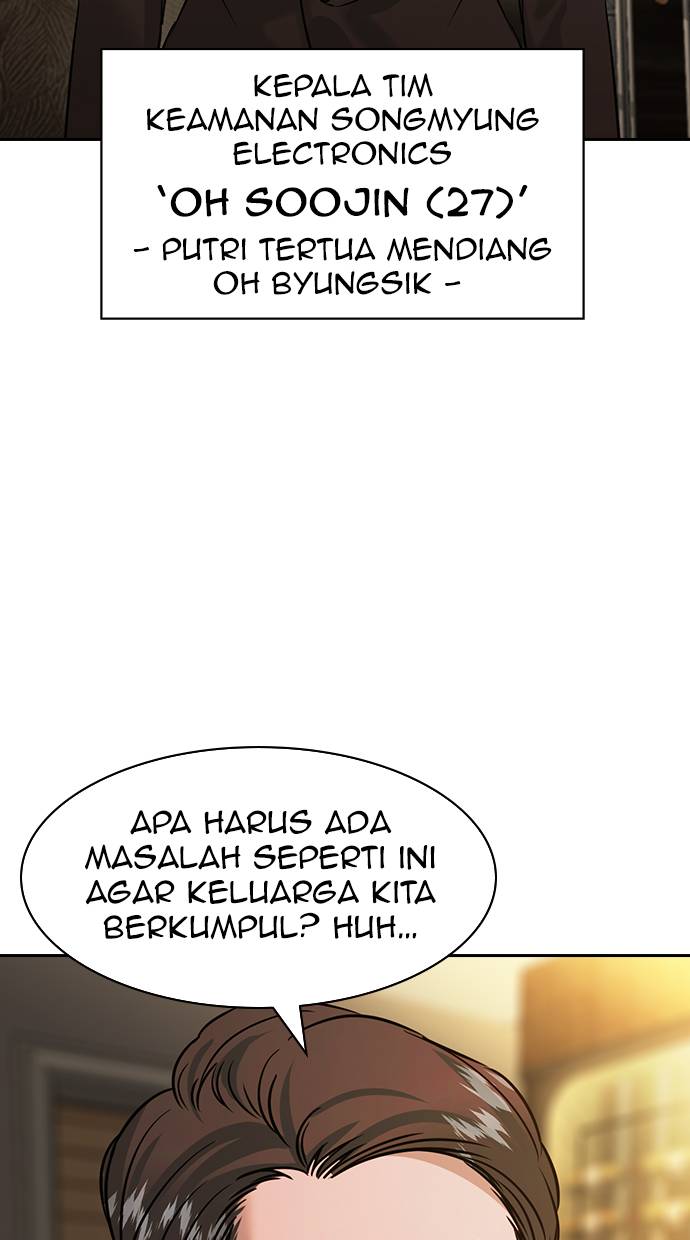 KEPALA TIM
KEAMANAN SONGMYUNG
ELECTRONICS
‘OH SOOJIN (27)’
- PUTRI TERTUA MENDIANG
OH BYUNGSIK -
APA HARUS ADA
MASALAH SEPERTI INI
AGAR KELUARGA KITA
BERKUMPUL? HUH...